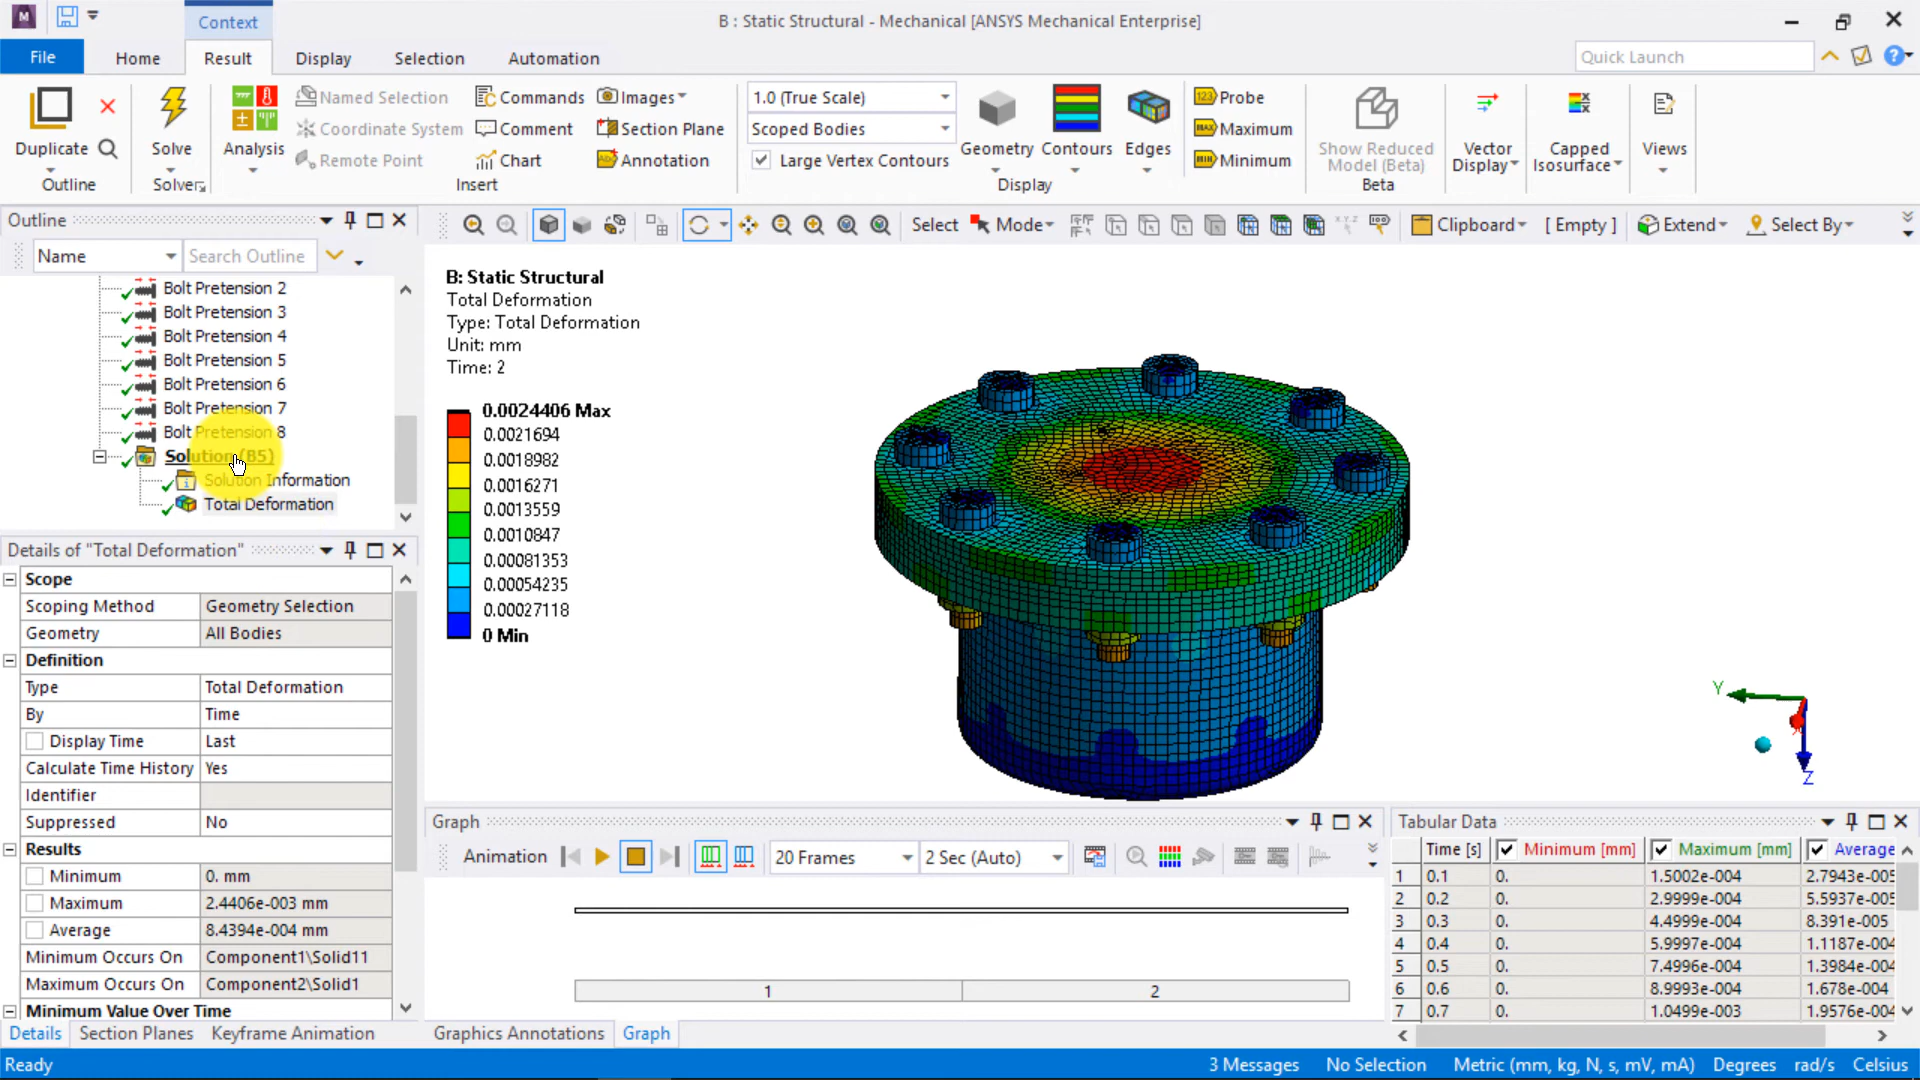 M
Context
B : Static Structural - Mechanical [ANSYS Mechanical Enterprise]
File
Home
Result
Display
Selection
Automation
Quick Launch
Duplicate
Outline
Solve
Solver
Analysis
Named Selection
Coordinate System
Remote Point
Commands
Comment
Chart
Images
Section Plane
Annotation
Insert
1.0 (True Scale)
Scoped Bodies
Large Vertex Contours
Geometry
Contours
Edges
Display
Probe
Maximum
Minimum
Show Reduced
Model (Beta)
Beta
Vector
Display
Capped
Isosurface
Views
Outline
Name
Search Outline
Bolt Pretension 2
Bolt Pretension 3
Bolt Pretension 4
Bolt Pretension 5
Bolt Pretension 6
Bolt Pretension 7
Bolt Pretension 8
Solution (B5)
Solution Information
Total Deformation
Select
Mode
Clipboard
[ Empty ]
Extend
Select By
B: Static Structural
Total Deformation
Type: Total Deformation
Unit: mm
Time: 2
0.0024406 Max
0.0021694
0.0018982
0.0016271
0.0013559
0.0010847
0.00081353
0.00054235
0.00027118
0 Min
Y
Z
Details of "Total Deformation"
Scope
Scoping Method Geometry Selection
Geometry All Bodies
Definition
Type Total Deformation
By Time
Display Time Last
Calculate Time History Yes
Identifier
Suppressed No
Results
Minimum 0. mm
Maximum 2.4406e-003 mm
Average 8.4394e-004 mm
Minimum Occurs On Component1\Solid11
Maximum Occurs On Component2\Solid1
Minimum Value Over Time
Details
Section Planes
Keyframe Animation
Graph
Animation
20 Frames
2 Sec (Auto)
1
2
Graphics Annotations
Graph
Tabular Data
Time [s] Minimum [mm] Maximum [mm] Average
1 0.1 0. 1.5002e-004 2.7943e-005
2 0.2 0. 2.9999e-004 5.5937e-005
3 0.3 0. 4.4999e-004 8.391e-005
4 0.4 0. 5.9997e-004 1.1187e-004
5 0.5 0. 7.4996e-004 1.3984e-004
6 0.6 0. 8.9993e-004 1.678e-004
7 0.7 0. 1.0499e-003 1.9576e-004
Ready
3 Messages
No Selection
Metric (mm, kg, N, s, mV, mA)
Degrees
rad/s
Celsius